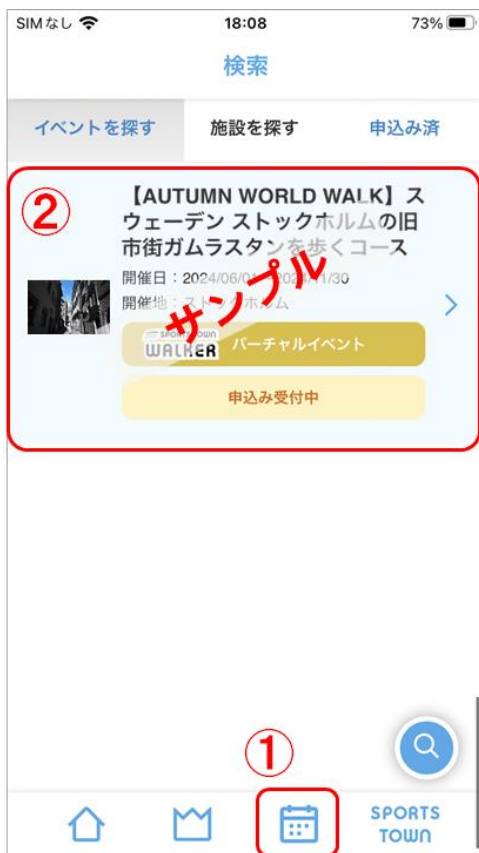 SIMなし 18:08 73%
検索
イベントを探す 施設を探す 申込み済
②
【AUTUMN WORLD WALK】ス
ウェーデン ストックホルムの旧
市街ガムラスタンを歩くコース
開催日：2024/06/01 - 2024/11/30
開催地：ストックホルム
サンプル
SPORTS TOWN
WALKER バーチャルイベント
申込み受付中
①
SPORTS
TOWN